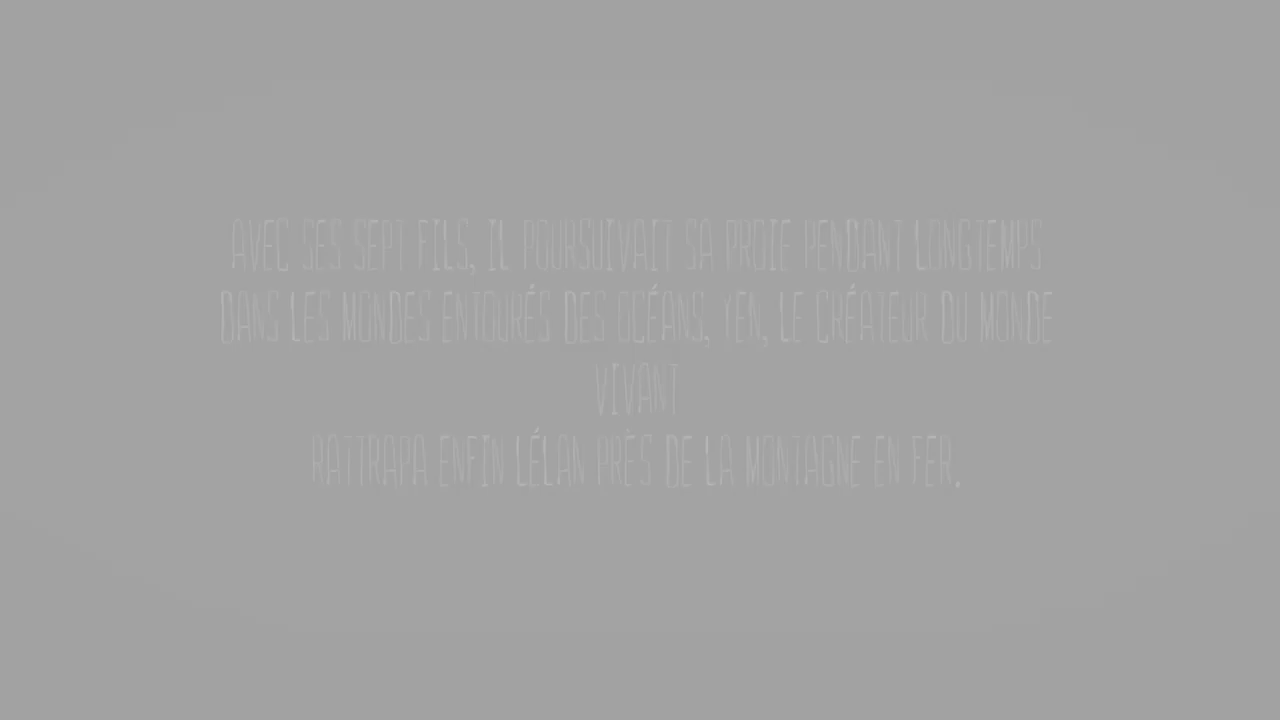 AVEC SES SEPT FILS, IL POURSUIVAIT SA PROIE PENDANT LONGTEMPS
DANS LES MONDES ENTOURÉS DES OCÉANS, YEN, LE CRÉATEUR DU MONDE
VIVANT
RATTRAPA ENFIN LÉLAN PRÈS DE LA MONTAGNE EN FER.